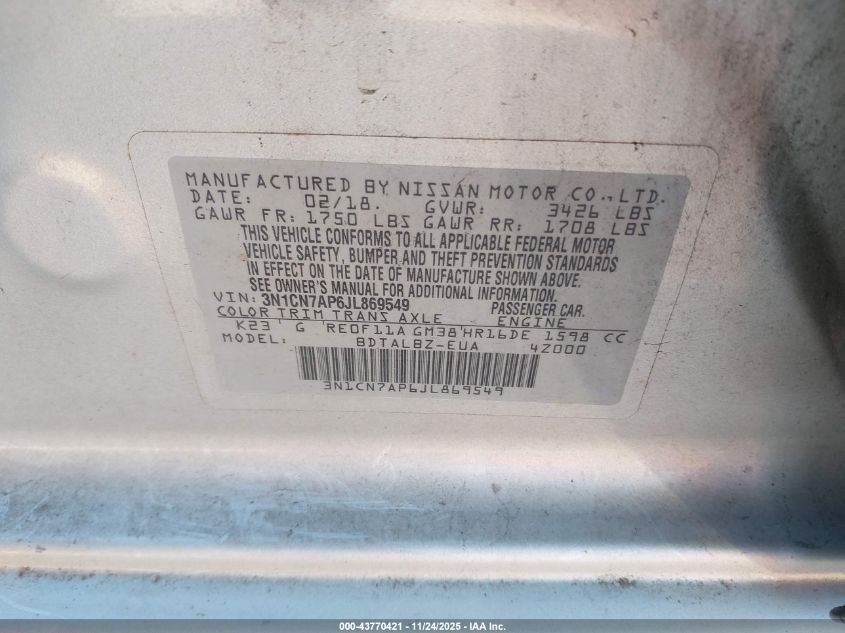 MANUFACTURED BY NISSAN MOTOR CO., LTD.
DATE: 02/18. GVWR: 3426 LBS
GAWR FR: 1750 LBS GAWR RR: 1708 LBS
THIS VEHICLE CONFORMS TO ALL APPLICABLE FEDERAL MOTOR
VEHICLE SAFETY, BUMPER AND THEFT PREVENTION STANDARDS
IN EFFECT ON THE DATE OF MANUFACTURE SHOWN ABOVE.
SEE OWNER'S MANUAL FOR ADDITIONAL INFORMATION.
VIN: 3N1CN7AP6JL869549 PASSENGER CAR.
COLOR TRIM TRANS AXLE ENGINE
K23 ' G 'RE0F11A GM38'HR16DE 1598 CC
MODEL: BDTALBZ-EUA 4Z000
3N1CN7AP6JL869549
000-43770421 | 11/24/2025 - IAA Inc.